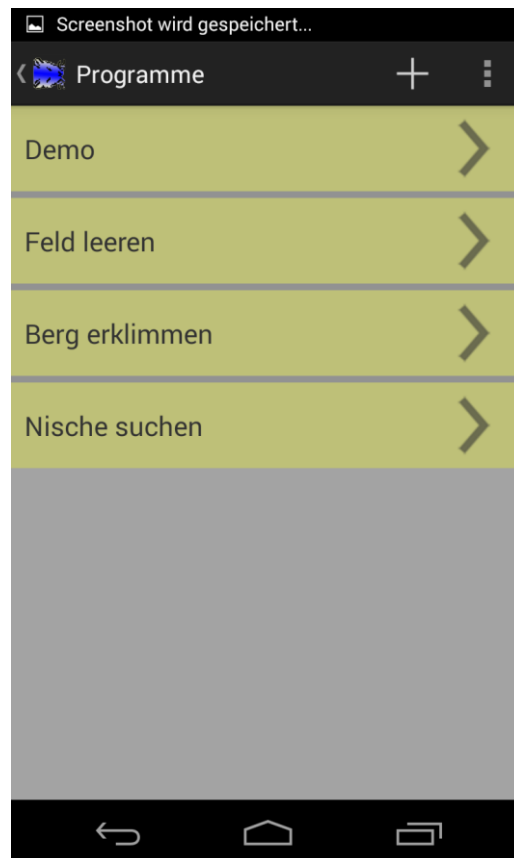 Screenshot wird gespeichert...
Programme
Demo
Feld leeren
Berg erklimmen
Nische suchen